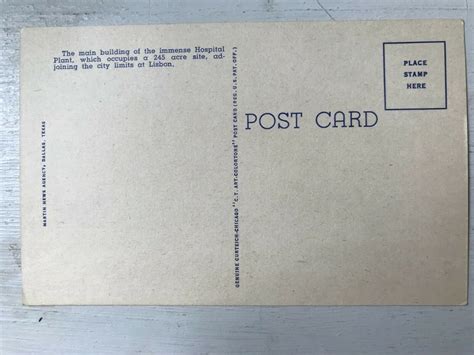 The main building of the immense Hospital
Plant, which occupies a 245 acre site, ad-
joining the city limits at Lisbon.
MARTIN NEWS AGENCY, DALLAS, TEXAS
GENUINE CURTEICH-CHICAGO "C.T. ART-COLORTONE" POST CARD (REG. U.S. PAT. OFF.)
POST CARD
PLACE
STAMP
HERE